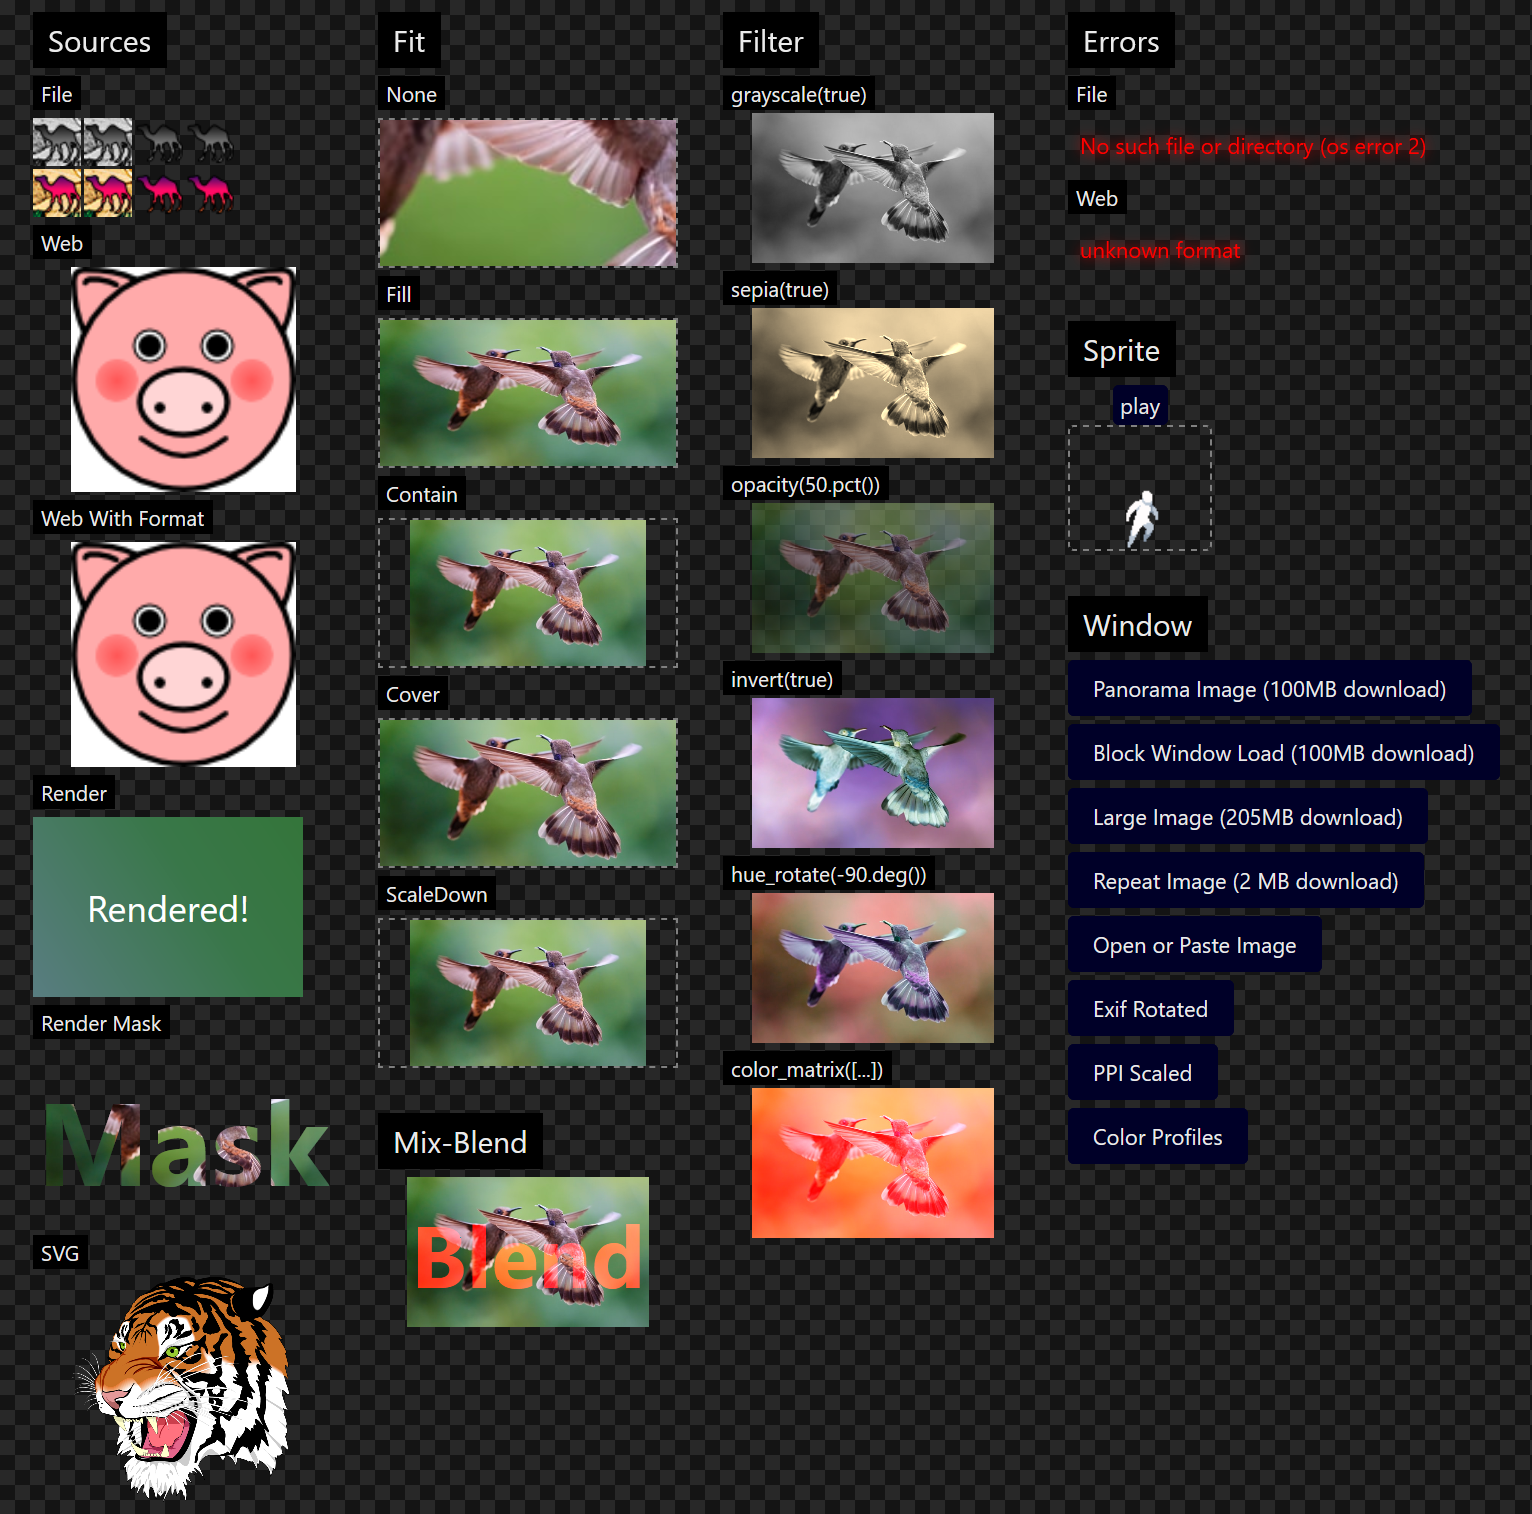 Sources
File
Web
Web With Format
Render
Rendered!
Render Mask
Mask
SVG
Fit
None
Fill
Contain
Cover
ScaleDown
Mix-Blend
Blend
Filter
grayscale(true)
sepia(true)
opacity(50.pct())
invert(true)
hue_rotate(-90.deg())
color_matrix([...])
Errors
File
No such file or directory (os error 2)
Web
unknown format
Sprite
play
Window
Panorama Image (100MB download)
Block Window Load (100MB download)
Large Image (205MB download)
Repeat Image (2 MB download)
Open or Paste Image
Exif Rotated
PPI Scaled
Color Profiles